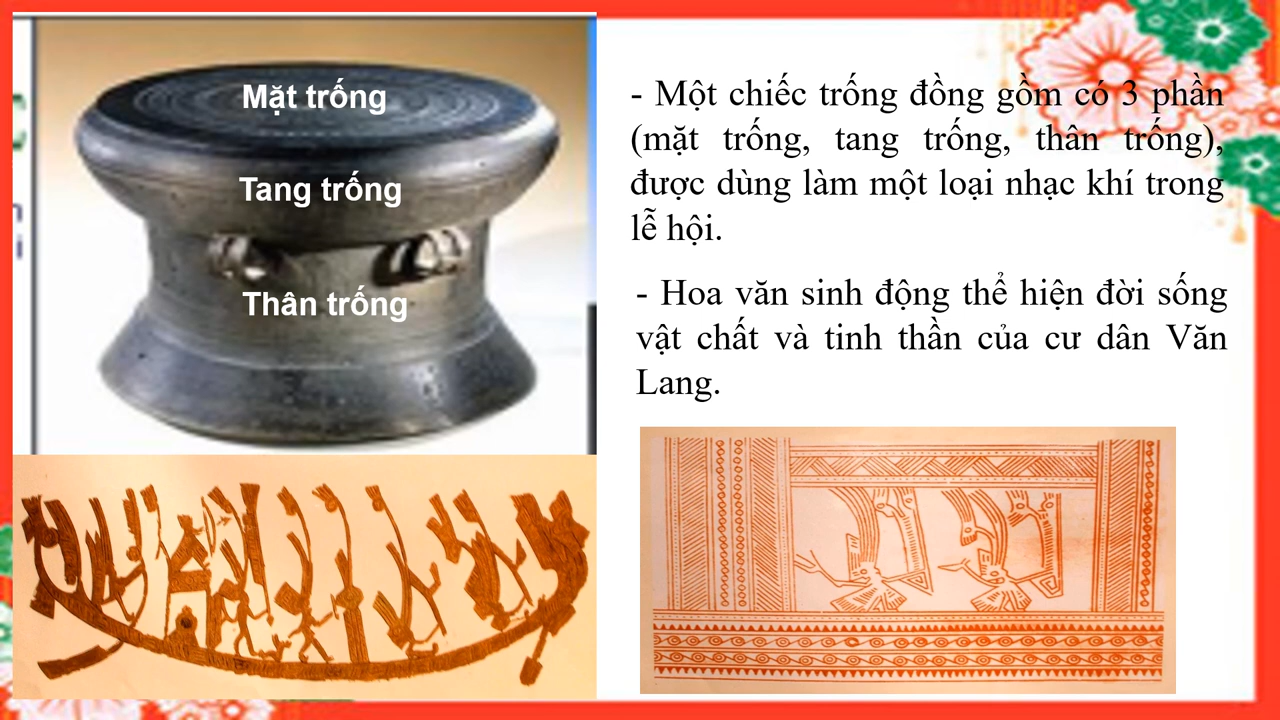 Mặt trống
Tang trống
Thân trống
- Một chiếc trống đồng gồm có 3 phần
(mặt trống, tang trống, thân trống),
được dùng làm một loại nhạc khí trong
lễ hội.
- Hoa văn sinh động thể hiện đời sống
vật chất và tinh thần của cư dân Văn
Lang.